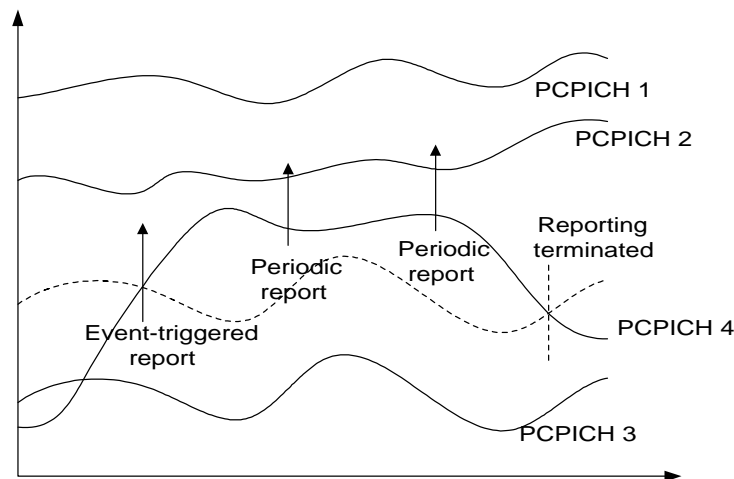 PCPICH 1
PCPICH 2
Reporting
terminated
Periodic
report
Periodic
report
Event-triggered
report
PCPICH 4
PCPICH 3